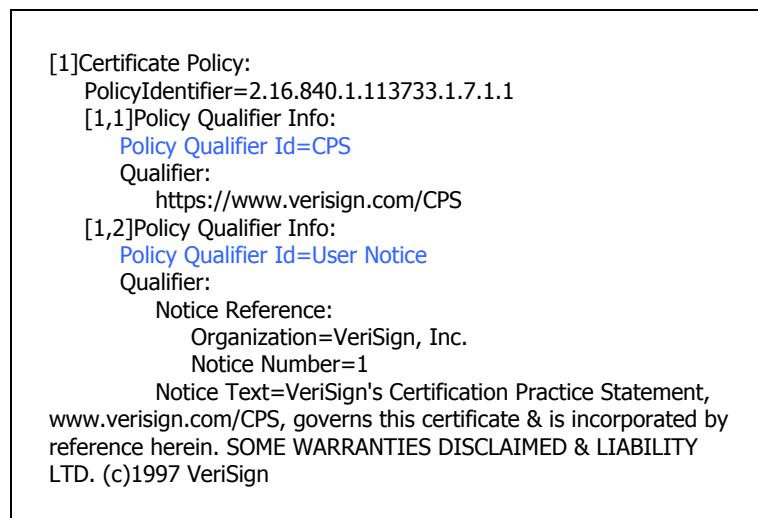 [1]Certificate Policy:
PolicyIdentifier=2.16.840.1.113733.1.7.1.1
[1,1]Policy Qualifier Info:
Policy Qualifier Id=CPS
Qualifier:
https://www.verisign.com/CPS
[1,2]Policy Qualifier Info:
Policy Qualifier Id=User Notice
Qualifier:
Notice Reference:
Organization=VeriSign, Inc.
Notice Number=1
Notice Text=VeriSign's Certification Practice Statement,
www.verisign.com/CPS, governs this certificate & is incorporated by
reference herein. SOME WARRANTIES DISCLAIMED & LIABILITY
LTD. (c)1997 VeriSign